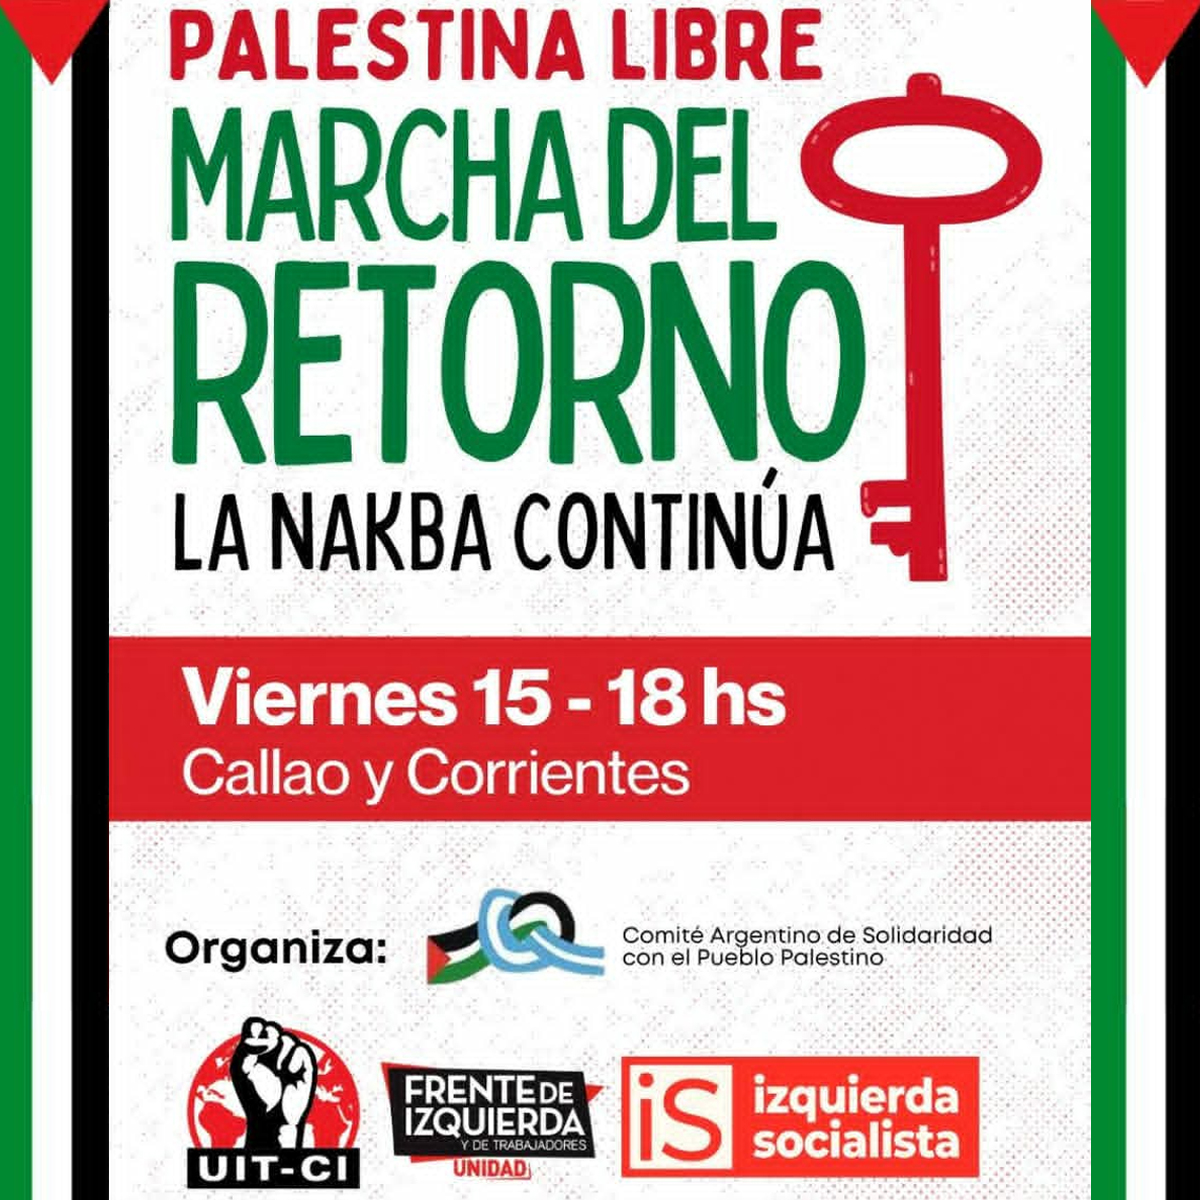 PALESTINA LIBRE
MARCHA DEL
RETORNO
LA NAKBA CONTINÚA
Viernes 15 - 18 hs
Callao y Corrientes
Organiza:
Comité Argentino de Solidaridad
con el Pueblo Palestino
UIT-CI
FRENTE DE
IZQUIERDA
Y DE TRABAJADORES
UNIDAD
iS
izquierda
socialista